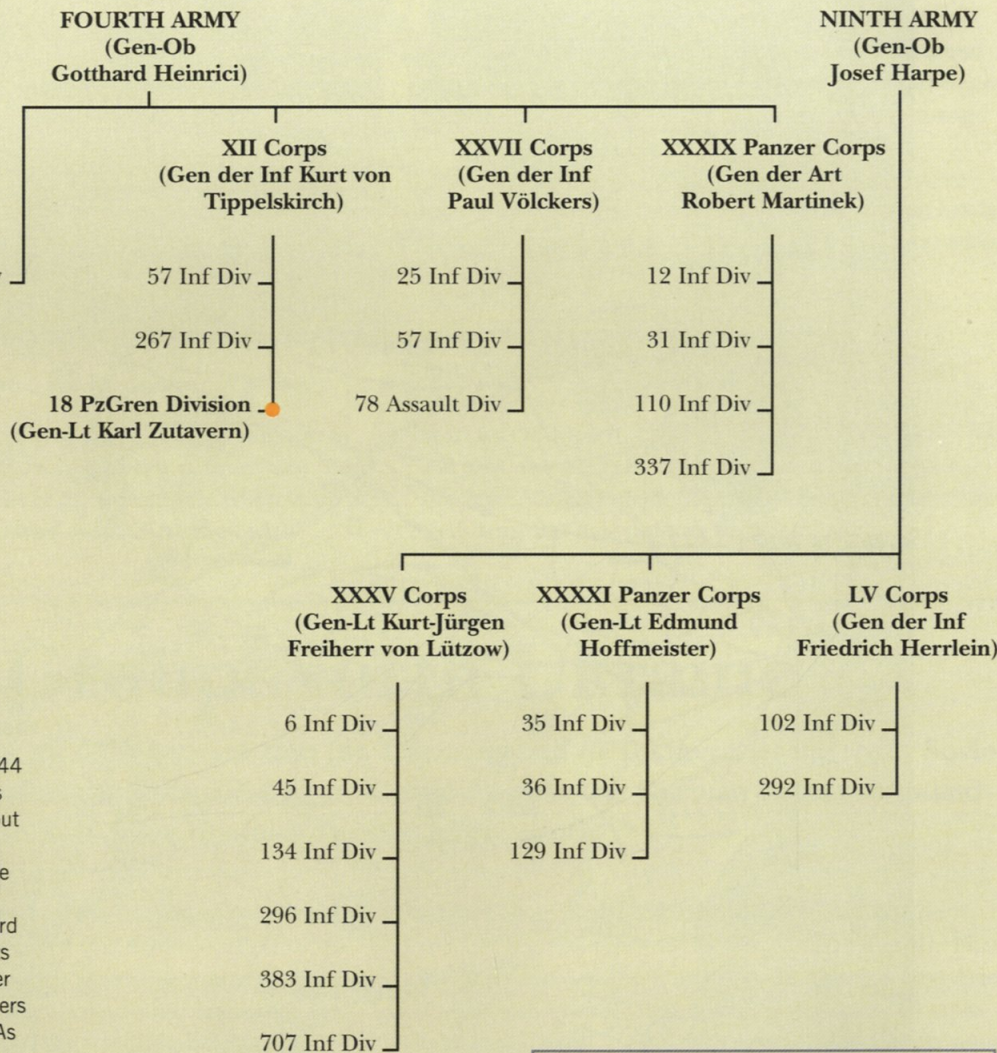 FOURTH ARMY
(Gen-Ob
Gotthard Heinrici)
NINTH ARMY
(Gen-Ob
Josef Harpe)
XII Corps
(Gen der Inf Kurt von
Tippelskirch)
57 Inf Div
267 Inf Div
18 PzGren Division
(Gen-Lt Karl Zutavern)
XXVII Corps
(Gen der Inf
Paul Völckers)
25 Inf Div
57 Inf Div
78 Assault Div
XXXIX Panzer Corps
(Gen der Art
Robert Martinek)
12 Inf Div
31 Inf Div
110 Inf Div
337 Inf Div
XXXV Corps
(Gen-Lt Kurt-Jürgen
Freiherr von Lützow)
6 Inf Div
45 Inf Div
134 Inf Div
296 Inf Div
383 Inf Div
707 Inf Div
XXXXI Panzer Corps
(Gen-Lt Edmund
Hoffmeister)
35 Inf Div
36 Inf Div
129 Inf Div
LV Corps
(Gen der Inf
Friedrich Herrlein)
102 Inf Div
292 Inf Div
44
As